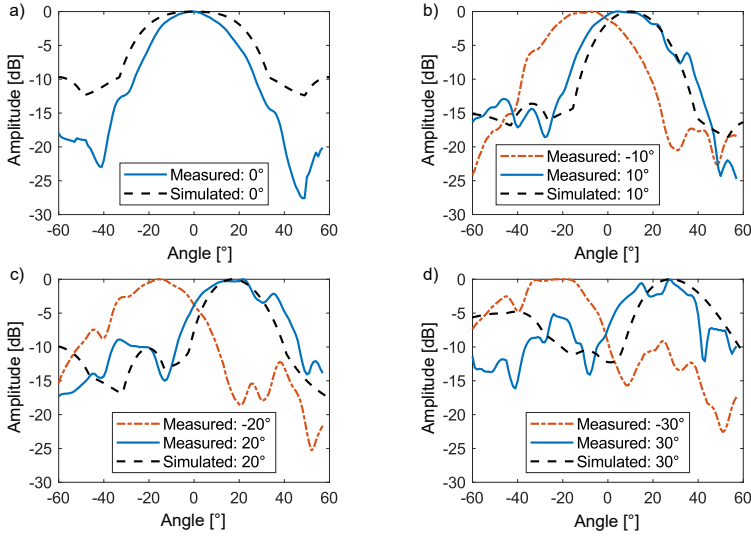 a)
0
-5
-10
-15
-20
-25
-30
Amplitude [dB]
Measured: 0°
Simulated: 0°
-60 -40 -20 0 20 40 60
Angle [°]
b)
0
-5
-10
-15
-20
-25
-30
Amplitude [dB]
Measured: -10°
Measured: 10°
Simulated: 10°
-60 -40 -20 0 20 40 60
Angle [°]
c)
0
-5
-10
-15
-20
-25
-30
Amplitude [dB]
Measured: -20°
Measured: 20°
Simulated: 20°
-60 -40 -20 0 20 40 60
Angle [°]
d)
0
-5
-10
-15
-20
-25
-30
Amplitude [dB]
Measured: -30°
Measured: 30°
Simulated: 30°
-60 -40 -20 0 20 40 60
Angle [°]